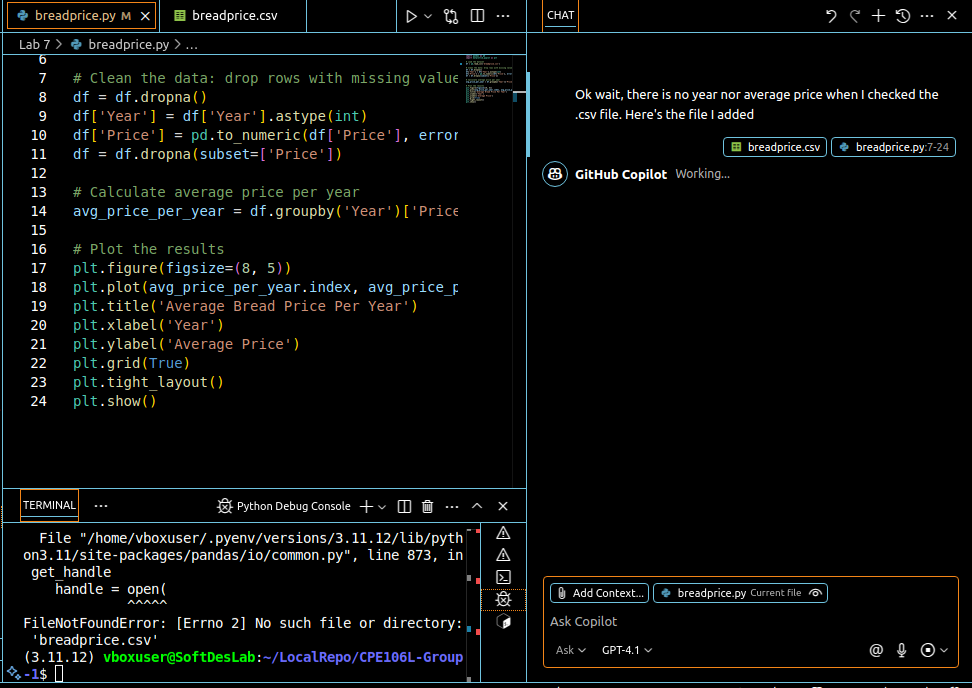 breadprice.py M
breadprice.csv
CHAT
Lab 7 > breadprice.py > ...
6
7 # Clean the data: drop rows with missing value
8 df = df.dropna()
9 df['Year'] = df['Year'].astype(int)
10 df['Price'] = pd.to_numeric(df['Price'], error
11 df = df.dropna(subset=['Price'])
12
13 # Calculate average price per year
14 avg_price_per_year = df.groupby('Year')['Price
15
16 # Plot the results
17 plt.figure(figsize=(8, 5))
18 plt.plot(avg_price_per_year.index, avg_price_p
19 plt.title('Average Bread Price Per Year')
20 plt.xlabel('Year')
21 plt.ylabel('Average Price')
22 plt.grid(True)
23 plt.tight_layout()
24 plt.show()
TERMINAL ... Python Debug Console
File "/home/vboxuser/.pyenv/versions/3.11.12/lib/pyth
on3.11/site-packages/pandas/io/common.py", line 873, in
get_handle
handle = open(
^^^^^
FileNotFoundError: [Errno 2] No such file or directory:
'breadprice.csv'
(3.11.12) vboxuser@SoftDesLab:~/LocalRepo/CPE106L-Group
-1$
Ok wait, there is no year nor average price when I checked the
.csv file. Here's the file I added
breadprice.csv breadprice.py:7-24
GitHub Copilot Working...
Add Context... breadprice.py Current file
Ask Copilot
Ask GPT-4.1